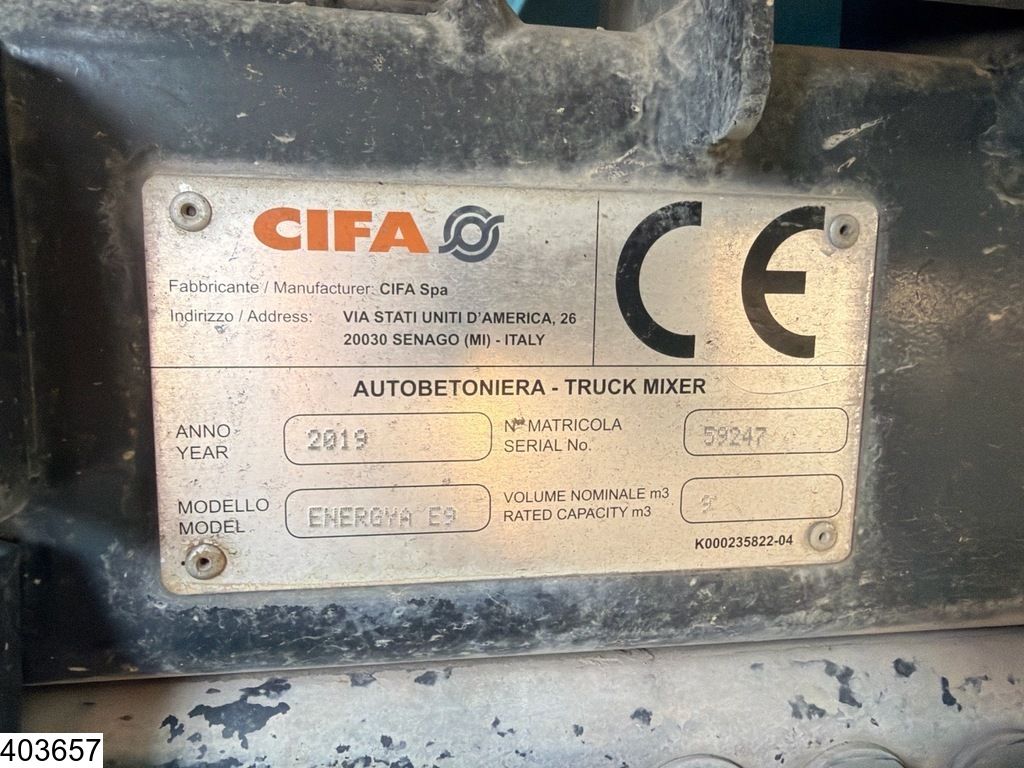 CIFA
CE
Fabbricante / Manufacturer: CIFA Spa
Indirizzo / Address: VIA STATI UNITI D'AMERICA, 26
20030 SENAGO (MI) - ITALY
AUTOBETONIERA - TRUCK MIXER
ANNO
YEAR
2019
N° MATRICOLA
SERIAL No.
59247
MODELLO
MODEL
ENERGYA E9
VOLUME NOMINALE m3
RATED CAPACITY m3
9
K000235822-04
403657